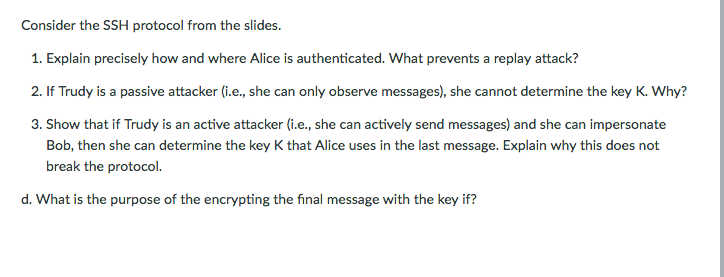 Consider the SSH protocol from the slides.
1. Explain precisely how and where Alice is authenticated. What prevents a replay attack?
2. If Trudy is a passive attacker (i.e., she can only observe messages), she cannot determine the key K. Why?
3. Show that if Trudy is an active attacker (i.e., she can actively send messages) and she can impersonate
Bob, then she can determine the key K that Alice uses in the last message. Explain why this does not
break the protocol.
d. What is the purpose of the encrypting the final message with the key if?